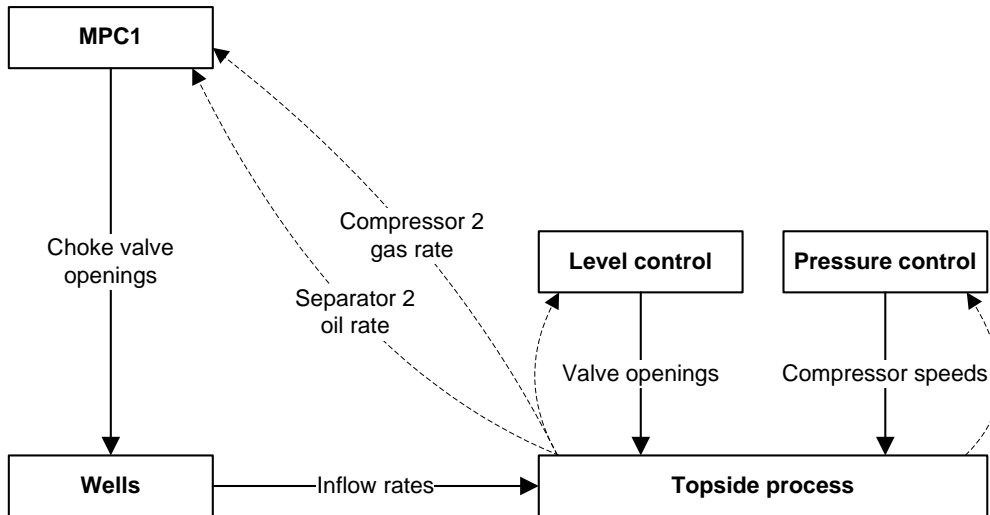 MPC1
Choke valve
openings
Compressor 2
gas rate
Separator 2
oil rate
Level control
Pressure control
Valve openings
Compressor speeds
Wells
Inflow rates
Topside process